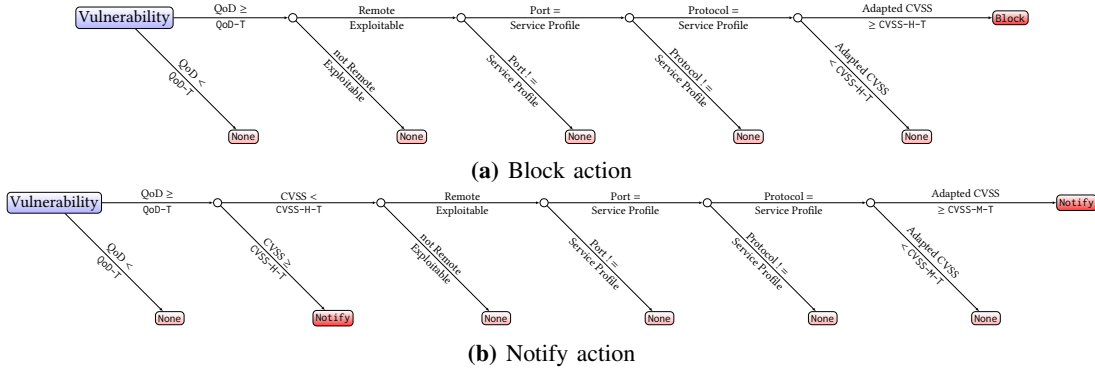 Vulnerability
QoD ≥
QoD-T
Remote
Exploitable
Port =
Service Profile
Protocol =
Service Profile
Adapted CVSS
≥ CVSS-H-T
Block
QoD <
QoD-T
not Remote
Exploitable
Port ! =
Service Profile
Protocol ! =
Service Profile
Adapted CVSS
< CVSS-H-T
None
None
None
None
None
(a) Block action
Vulnerability
QoD ≥
QoD-T
CVSS <
CVSS-H-T
Remote
Exploitable
Port =
Service Profile
Protocol =
Service Profile
Adapted CVSS
≥ CVSS-M-T
Notify
QoD <
QoD-T
CVSS ≥
CVSS-H-T
not Remote
Exploitable
Port ! =
Service Profile
Protocol ! =
Service Profile
Adapted CVSS
< CVSS-M-T
None
Notify
None
None
None
None
(b) Notify action